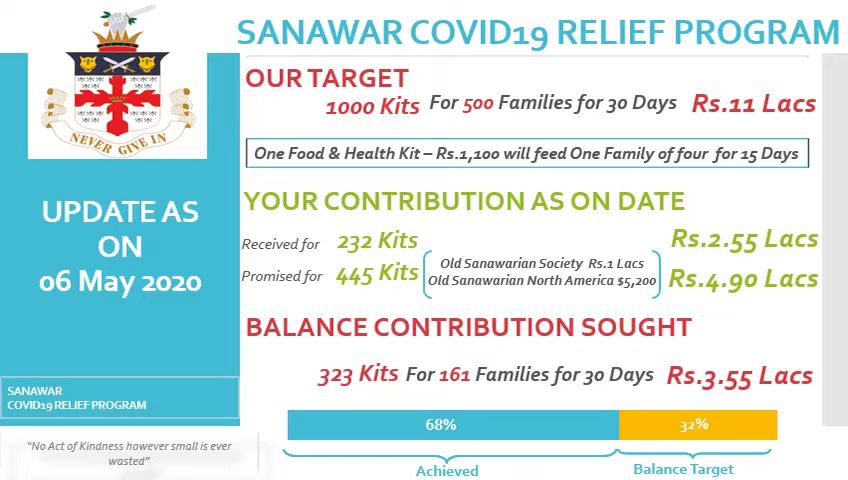 SANAWAR COVID19 RELIEF PROGRAM
NEVER GIVE IN
UPDATE AS
ON
06 May 2020
SANAWAR
COVID19 RELIEF PROGRAM
"No Act of Kindness however small is ever
wasted"
OUR TARGET
1000 Kits For 500 Families for 30 Days Rs.11 Lacs
One Food & Health Kit – Rs.1,100 will feed One Family of four for 15 Days
YOUR CONTRIBUTION AS ON DATE
Received for 232 Kits Rs.2.55 Lacs
Promised for 445 Kits Rs.4.90 Lacs
Old Sanawarian Society Rs.1 Lacs
Old Sanawarian North America $5,200
BALANCE CONTRIBUTION SOUGHT
323 Kits For 161 Families for 30 Days Rs.3.55 Lacs
68% 32%
Achieved Balance Target